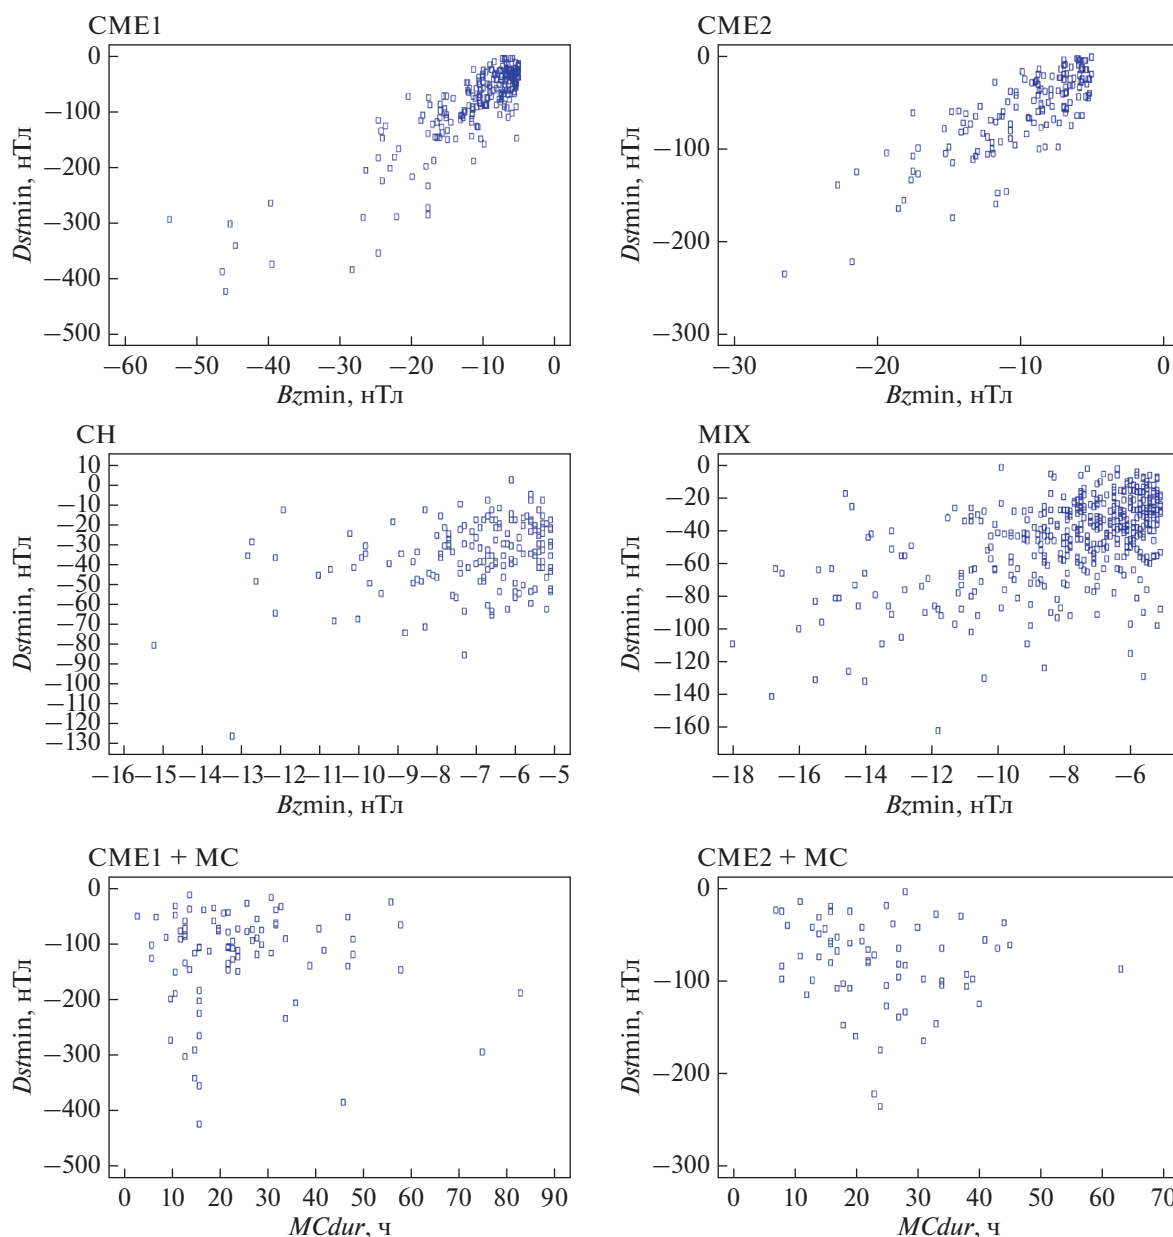 CME1
CME2
0
−100
−200
−300
−400
−500
Dstmin, нТл
−60 −50 −40 −30 −20 −10 0
Bzmin, нТл
0
−100
−200
−300
Dstmin, нТл
−30 −20 −10 0
Bzmin, нТл
CH
MIX
10
0
−10
−20
−30
−40
−50
−60
−70
−80
−90
−100
−110
−120
−130
Dstmin, нТл
−16 −15 −14 −13 −12 −11 −10 −9 −8 −7 −6 −5
Bzmin, нТл
0
−20
−40
−60
−80
−100
−120
−140
−160
Dstmin, нТл
−18 −16 −14 −12 −10 −8 −6
Bzmin, нТл
CME1 + MC
CME2 + MC
0
−100
−200
−300
−400
−500
Dstmin, нТл
0 10 20 30 40 50 60 70 80 90
MCdur, ч
0
−100
−200
−300
Dstmin, нТл
0 10 20 30 40 50 60 70
MCdur, ч